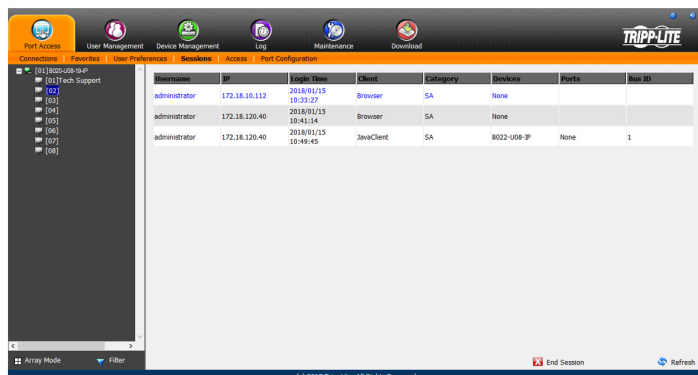 TRIPP-LITE
Port Access User Management Device Management Log Maintenance Download
Connections Favorites User Preferences Sessions Access Port Configuration
[01]B020-U08-19-IP
[01]Tech Support
[02]
[03]
[04]
[05]
[06]
[07]
[08]
Username IP Login Time Client Category Devices Ports Bus ID
administrator 172.18.10.112 2018/01/15 10:33:27 Browser SA None
administrator 172.18.120.40 2018/01/15 10:41:14 Browser SA None
administrator 172.18.120.40 2018/01/15 10:49:45 JavaClient SA B022-U08-IP None 1
Array Mode Filter End Session Refresh